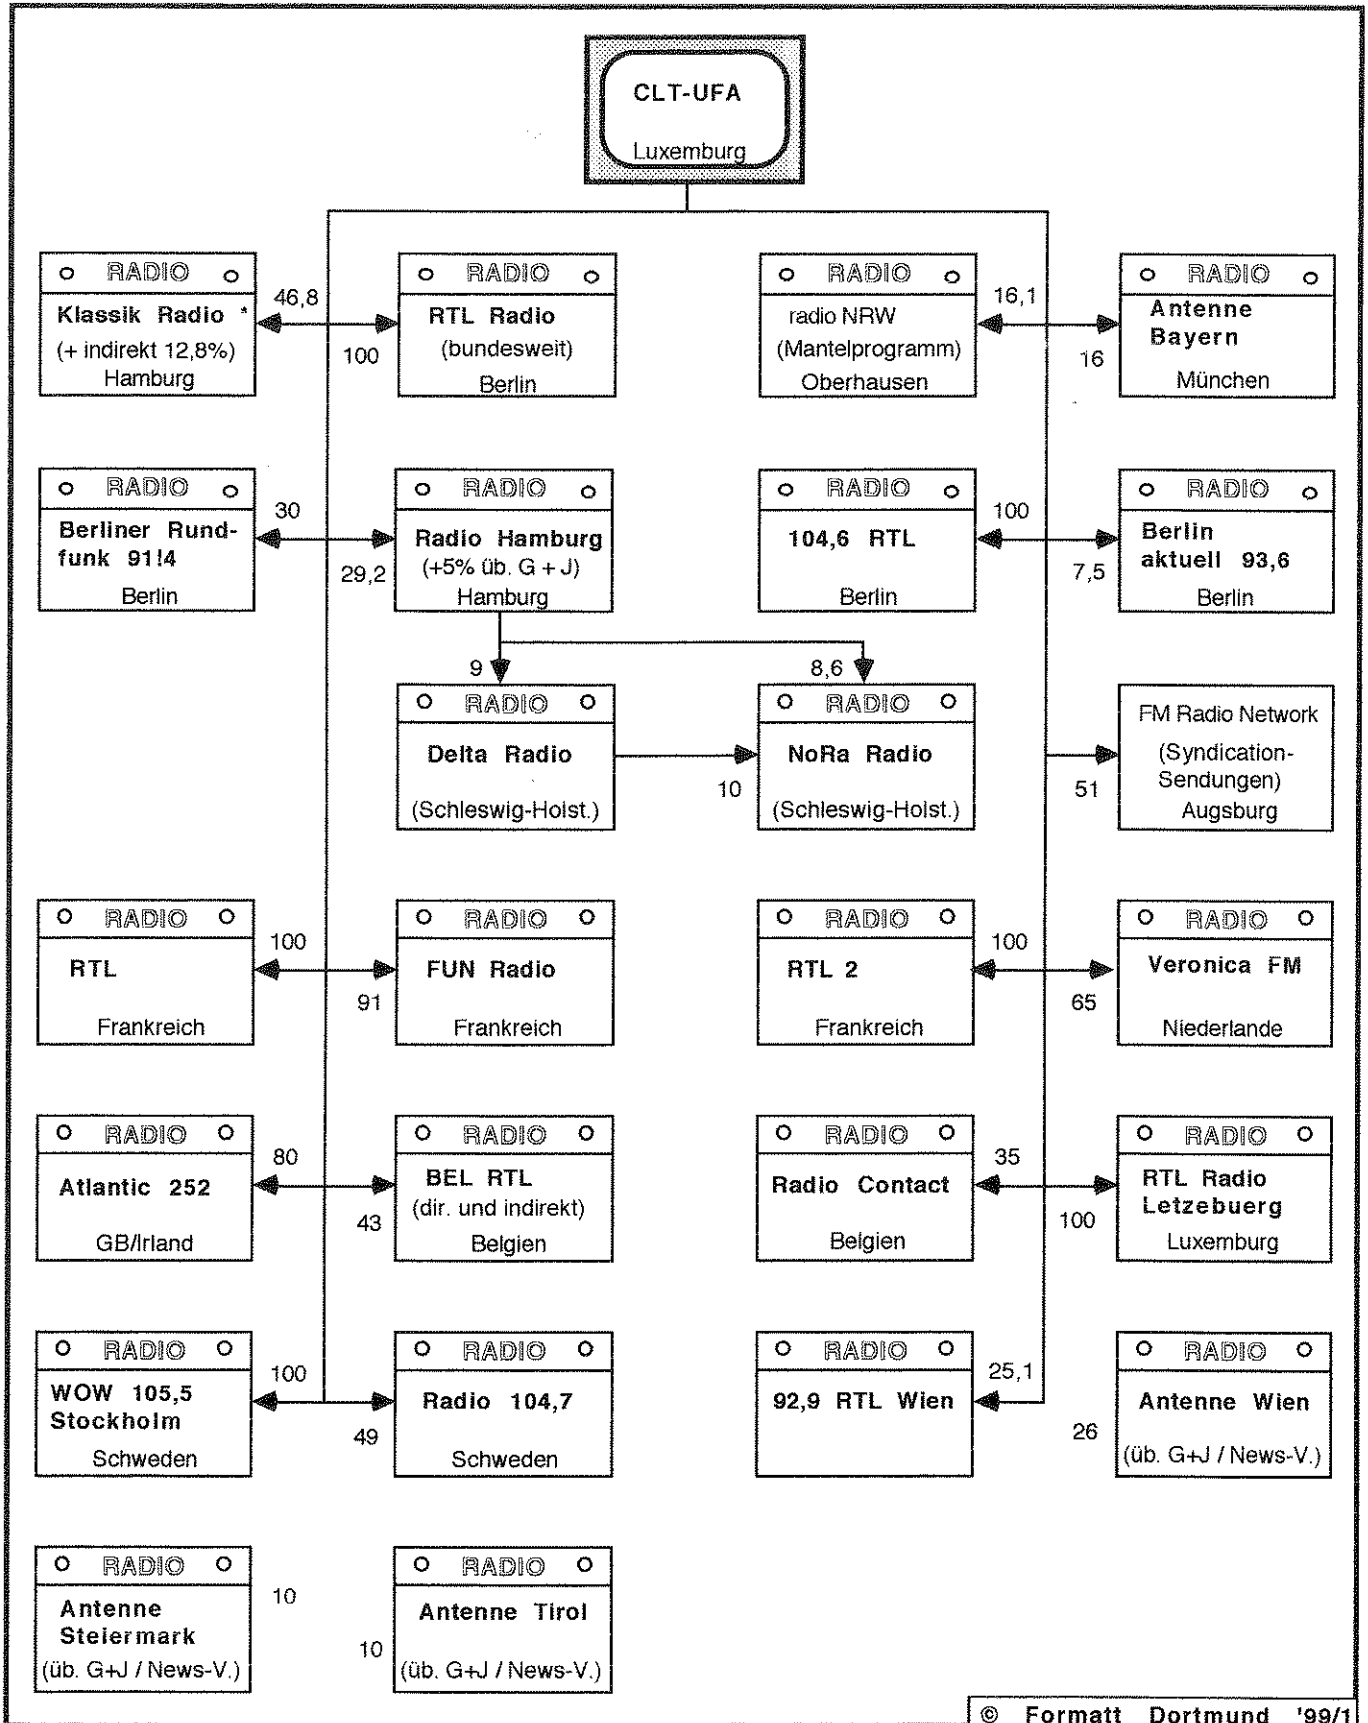 CLT-UFA
Luxemburg
RADIO
Klassik Radio *
(+ indirekt 12,8%)
Hamburg
46,8
100
RADIO
RTL Radio
(bundesweit)
Berlin
RADIO
radio NRW
(Mantelprogramm)
Oberhausen
16,1
16
RADIO
Antenne
Bayern
München
RADIO
Berliner Rund-
funk 91!4
Berlin
30
29,2
RADIO
Radio Hamburg
(+5% üb. G + J)
Hamburg
RADIO
104,6 RTL
Berlin
100
7,5
RADIO
Berlin
aktuell 93,6
Berlin
9
8,6
RADIO
Delta Radio
(Schleswig-Holst.)
10
RADIO
NoRa Radio
(Schleswig-Holst.)
51
FM Radio Network
(Syndication-
Sendungen)
Augsburg
RADIO
RTL
Frankreich
100
91
RADIO
FUN Radio
Frankreich
RADIO
RTL 2
Frankreich
100
65
RADIO
Veronica FM
Niederlande
RADIO
Atlantic 252
GB/Irland
80
43
RADIO
BEL RTL
(dir. und indirekt)
Belgien
RADIO
Radio Contact
Belgien
35
100
RADIO
RTL Radio
Letzebuerg
Luxemburg
RADIO
WOW 105,5
Stockholm
Schweden
100
49
RADIO
Radio 104,7
Schweden
RADIO
92,9 RTL Wien
25,1
26
RADIO
Antenne Wien
(üb. G+J / News-V.)
RADIO
Antenne
Steiermark
(üb. G+J / News-V.)
10
10
RADIO
Antenne Tirol
(üb. G+J / News-V.)
© Formatt Dortmund '99/1